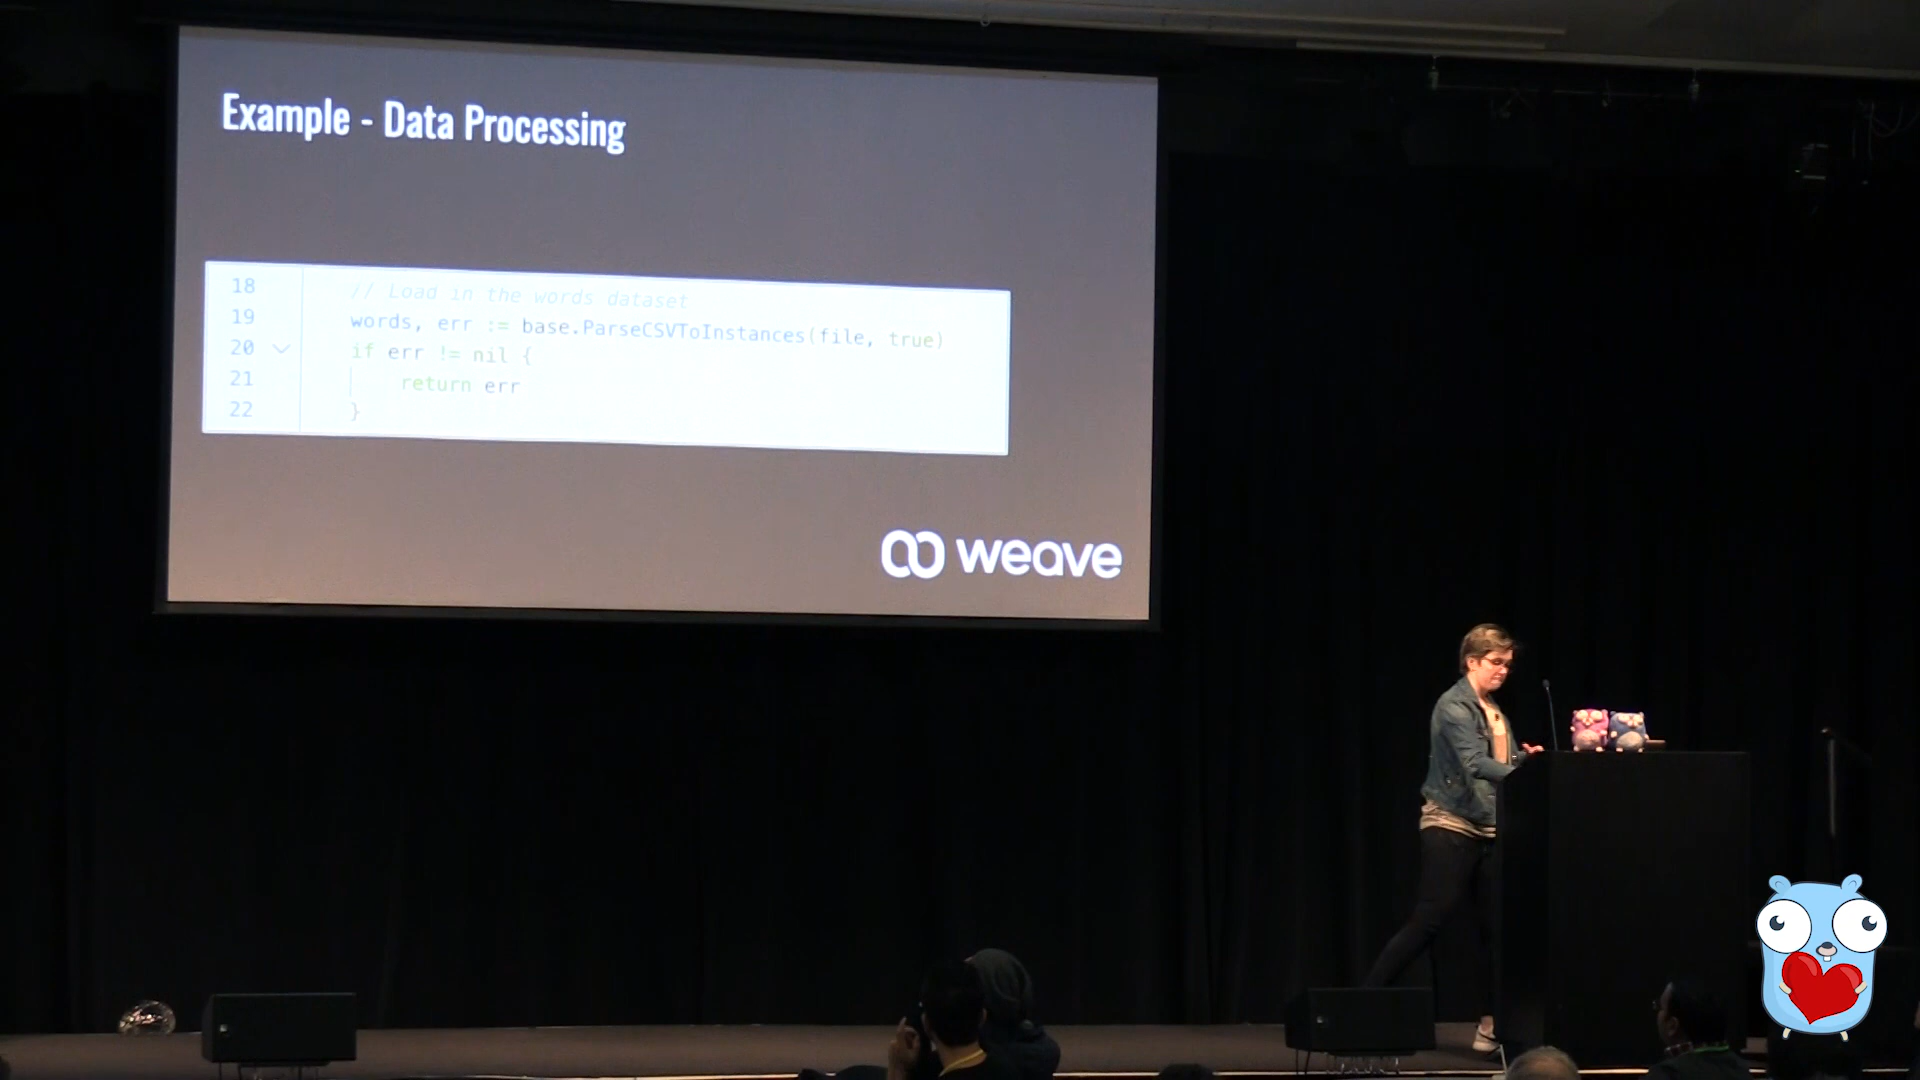 Example - Data Processing
18 // Load in the words dataset
19 words, err := base.ParseCSVToInstances(file, true)
20 if err != nil {
21 return err
22 }
weave